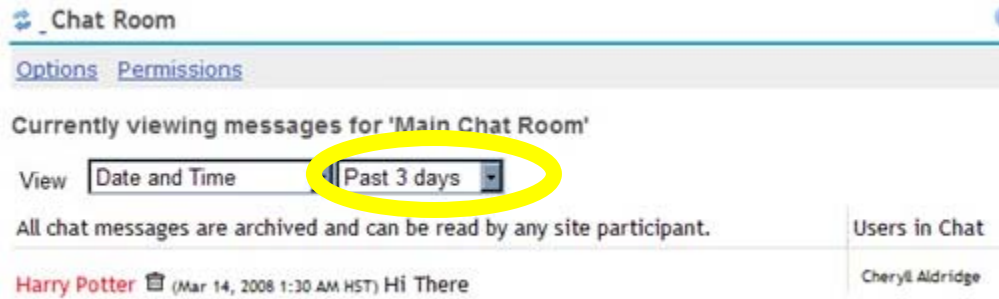 _ Chat Room
Options Permissions
Currently viewing messages for 'Main Chat Room'
View Date and Time Past 3 days
All chat messages are archived and can be read by any site participant. Users in Chat
Harry Potter (Mar 14, 2008 1:30 AM HST) Hi There Cheryll Aldridge